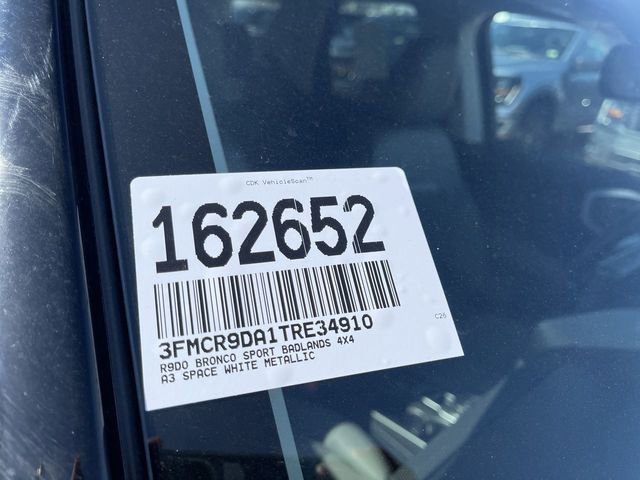 CDK VehicleScan™
162652
3FMCR9DA1TRE34910
R9D0 BRONCO SPORT BADLANDS 4X4
A3 SPACE WHITE METALLIC
C26